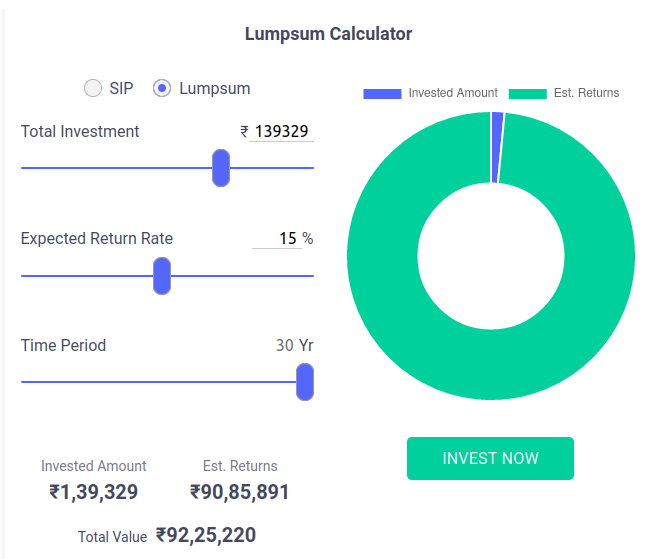 Lumpsum Calculator
SIP Lumpsum
Invested Amount Est. Returns
Total Investment ₹ 139329
Expected Return Rate 15 %
Time Period 30 Yr
Invested Amount Est. Returns
₹1,39,329 ₹90,85,891
Total Value ₹92,25,220
INVEST NOW